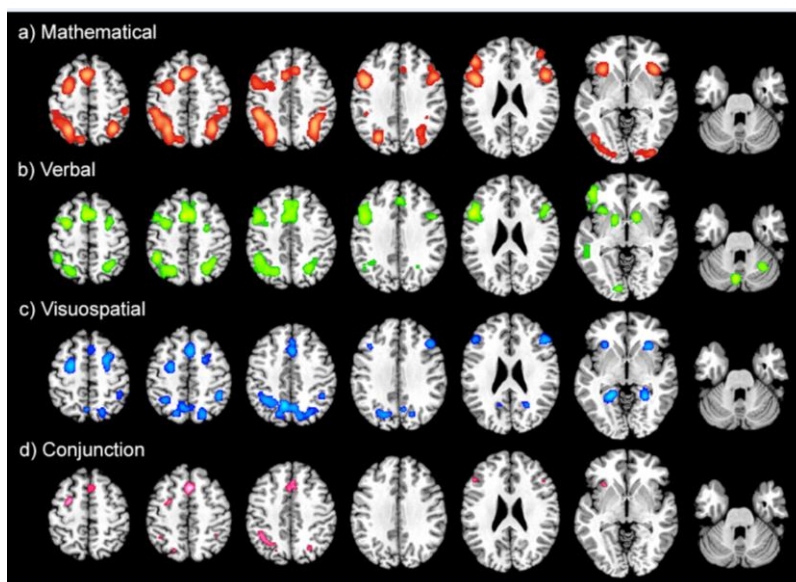 a) Mathematical
b) Verbal
c) Visuospatial
d) Conjunction